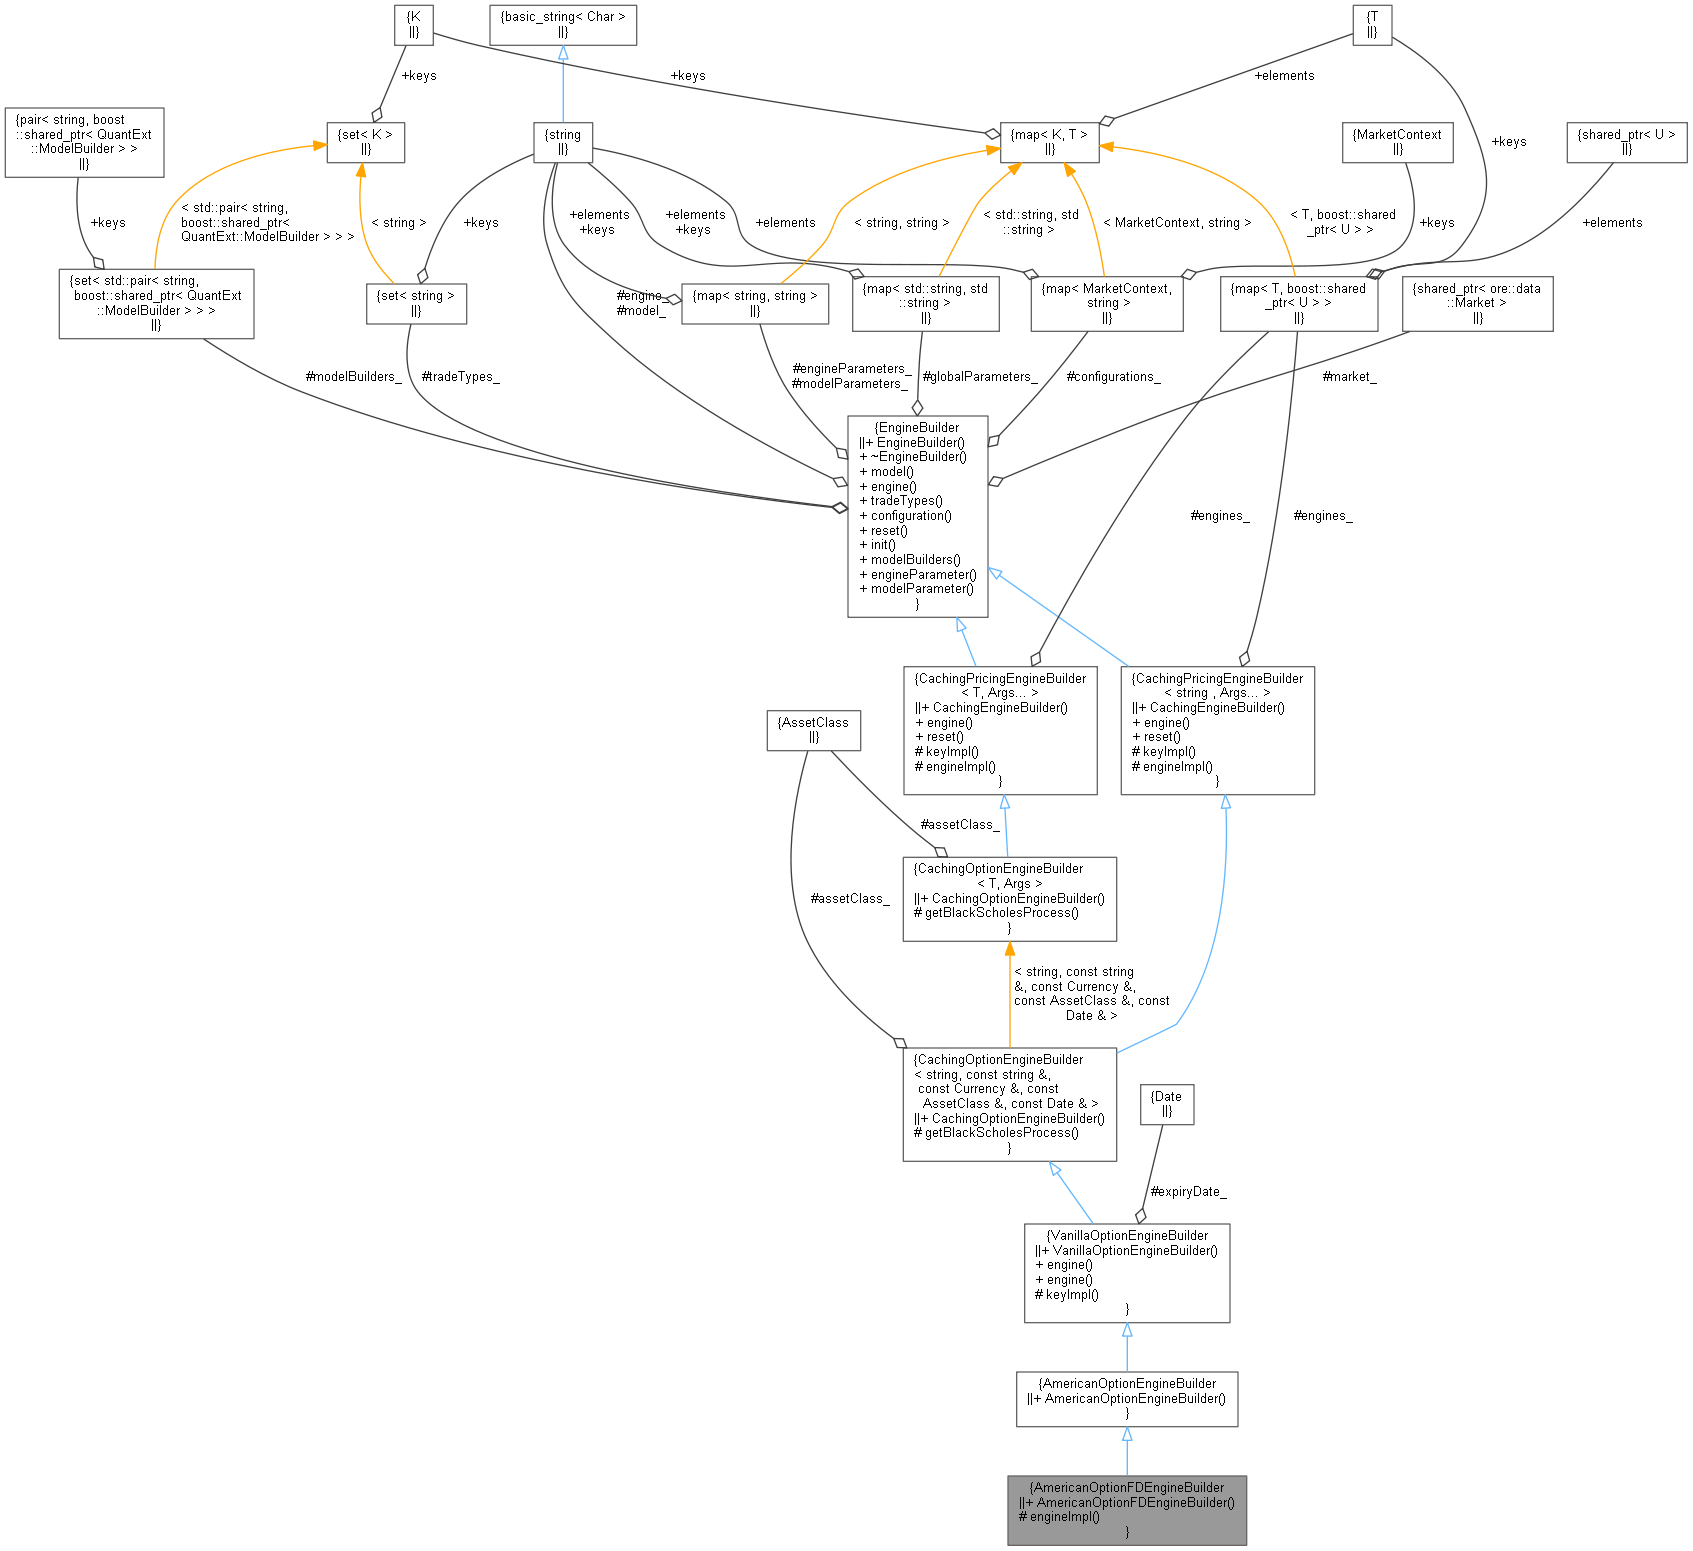 {K
||}
{basic_string< Char >
||}
{T
||}
+keys
+keys
+elements
{pair< string, boost
::shared_ptr< QuantExt
::ModelBuilder > >
||}
{set< K >
||}
{string
||}
{map< K, T >
||}
+keys
{MarketContext
||}
{shared_ptr< U >
||}
+keys
< std::pair< string,
boost::shared_ptr<
QuantExt::ModelBuilder > > >
< string >
+keys
+elements
+keys
+elements
+keys
+elements
< string, string >
< std::string, std
::string >
< MarketContext, string >
< T, boost::shared
_ptr< U > >
+keys
+elements
{set< std::pair< string,
boost::shared_ptr< QuantExt
::ModelBuilder > > >
||}
{set< string >
||}
#engine_
#model_
{map< string, string >
||}
{map< std::string, std
::string >
||}
{map< MarketContext,
string >
||}
{map< T, boost::shared
_ptr< U > >
||}
{shared_ptr< ore::data
::Market >
||}
#modelBuilders_
#tradeTypes_
#engineParameters_
#modelParameters_
#globalParameters_
#configurations_
#market_
{EngineBuilder
||+ EngineBuilder()
+ ~EngineBuilder()
+ model()
+ engine()
+ tradeTypes()
+ configuration()
+ reset()
+ init()
+ modelBuilders()
+ engineParameter()
+ modelParameter()
}
#engines_
#engines_
{CachingPricingEngineBuilder
< T, Args... >
||+ CachingEngineBuilder()
+ engine()
+ reset()
# keyImpl()
# engineImpl()
}
{CachingPricingEngineBuilder
< string , Args... >
||+ CachingEngineBuilder()
+ engine()
+ reset()
# keyImpl()
# engineImpl()
}
{AssetClass
||}
#assetClass_
{CachingOptionEngineBuilder
< T, Args >
||+ CachingOptionEngineBuilder()
# getBlackScholesProcess()
}
#assetClass_
< string, const string
&, const Currency &,
const AssetClass &, const
Date & >
{CachingOptionEngineBuilder
< string, const string &,
const Currency &, const
AssetClass &, const Date & >
||+ CachingOptionEngineBuilder()
# getBlackScholesProcess()
}
{Date
||}
#expiryDate_
{VanillaOptionEngineBuilder
||+ VanillaOptionEngineBuilder()
+ engine()
+ engine()
# keyImpl()
}
{AmericanOptionEngineBuilder
||+ AmericanOptionEngineBuilder()
}
{AmericanOptionFDEngineBuilder
||+ AmericanOptionFDEngineBuilder()
# engineImpl()
}